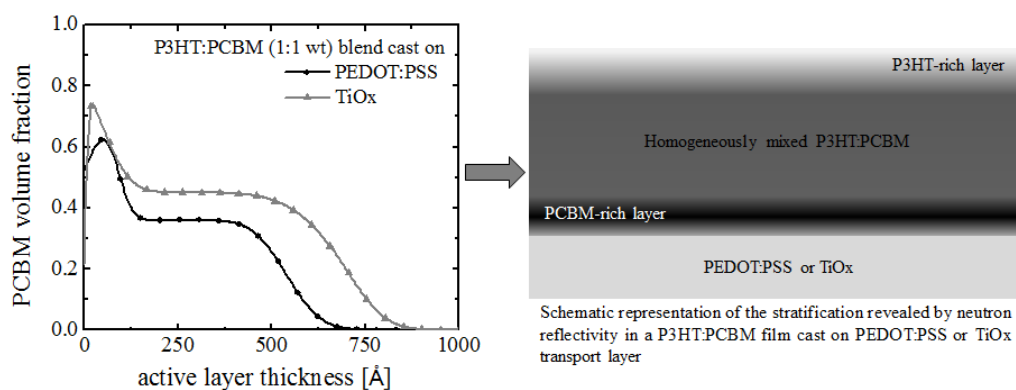 1.0
0.8
0.6
0.4
0.2
0.0
PCBM volume fraction
P3HT:PCBM (1:1 wt) blend cast on
PEDOT:PSS
TiOx
0
250
500
750
1000
active layer thickness [Å]
P3HT-rich layer
Homogeneously mixed P3HT:PCBM
PCBM-rich layer
PEDOT:PSS or TiOx
Schematic representation of the stratification revealed by neutron
reflectivity in a P3HT:PCBM film cast on PEDOT:PSS or TiOx
transport layer